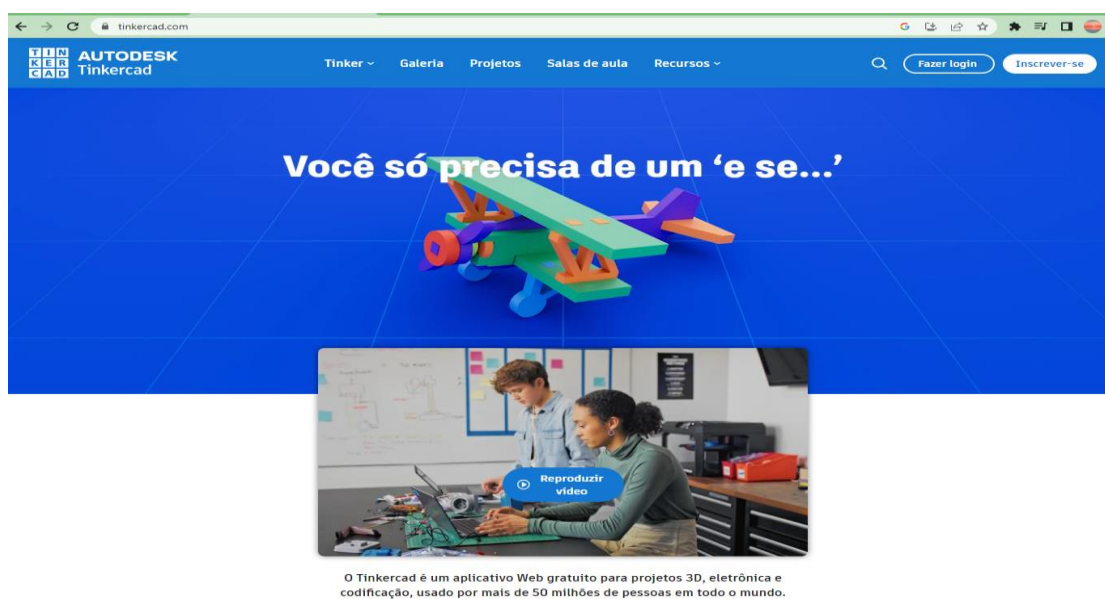 tinkercad.com
TIN
KER
CAD
AUTODESK
Tinkercad
Tinker
Galeria
Projetos
Salas de aula
Recursos
Fazer login
Inscrever-se
Você só precisa de um ‘e se...’
Reproduzir
vídeo
O Tinkercad é um aplicativo Web gratuito para projetos 3D, eletrônica e
codificação, usado por mais de 50 milhões de pessoas em todo o mundo.